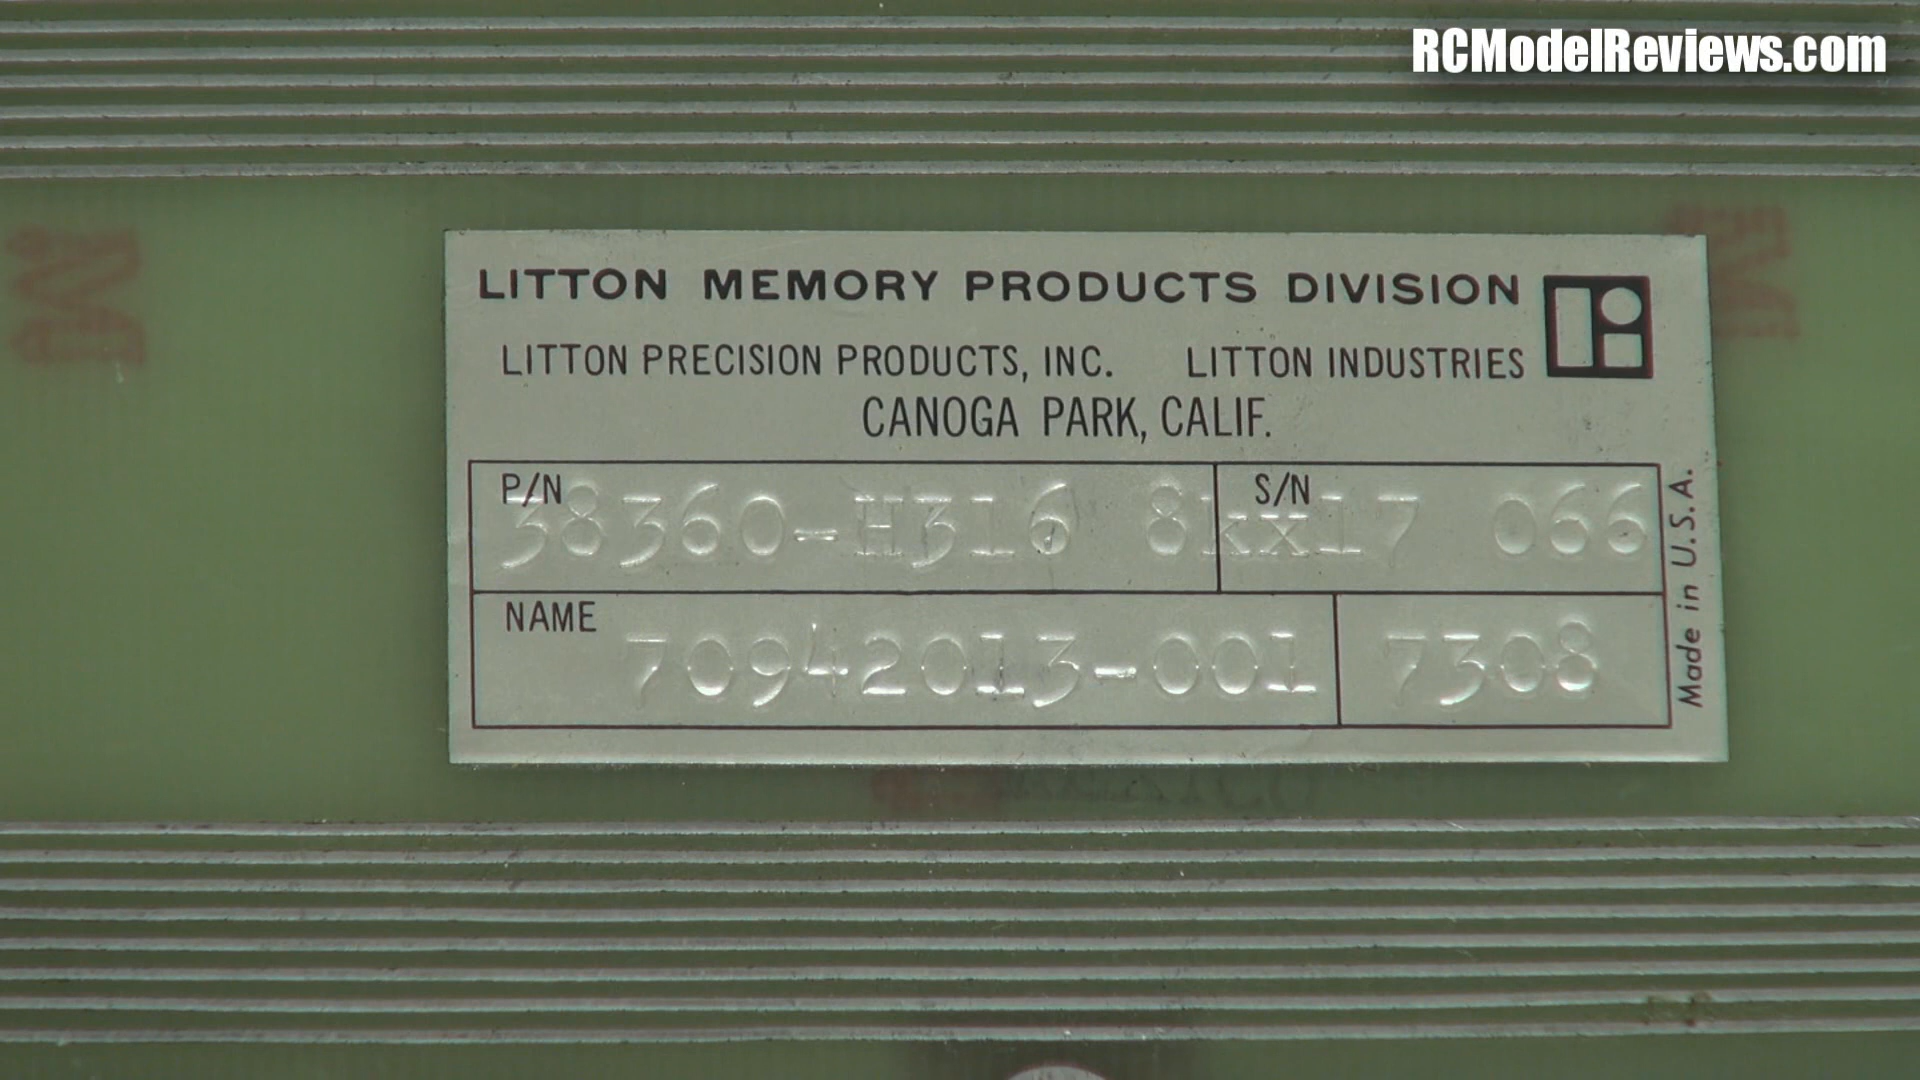 RCModelReviews.com
LITTON MEMORY PRODUCTS DIVISION
LITTON PRECISION PRODUCTS, INC. LITTON INDUSTRIES
CANOGA PARK, CALIF.
P/N S/N
38360-H316 8kx17 066
NAME
70942013-001 7308
Made in U.S.A.